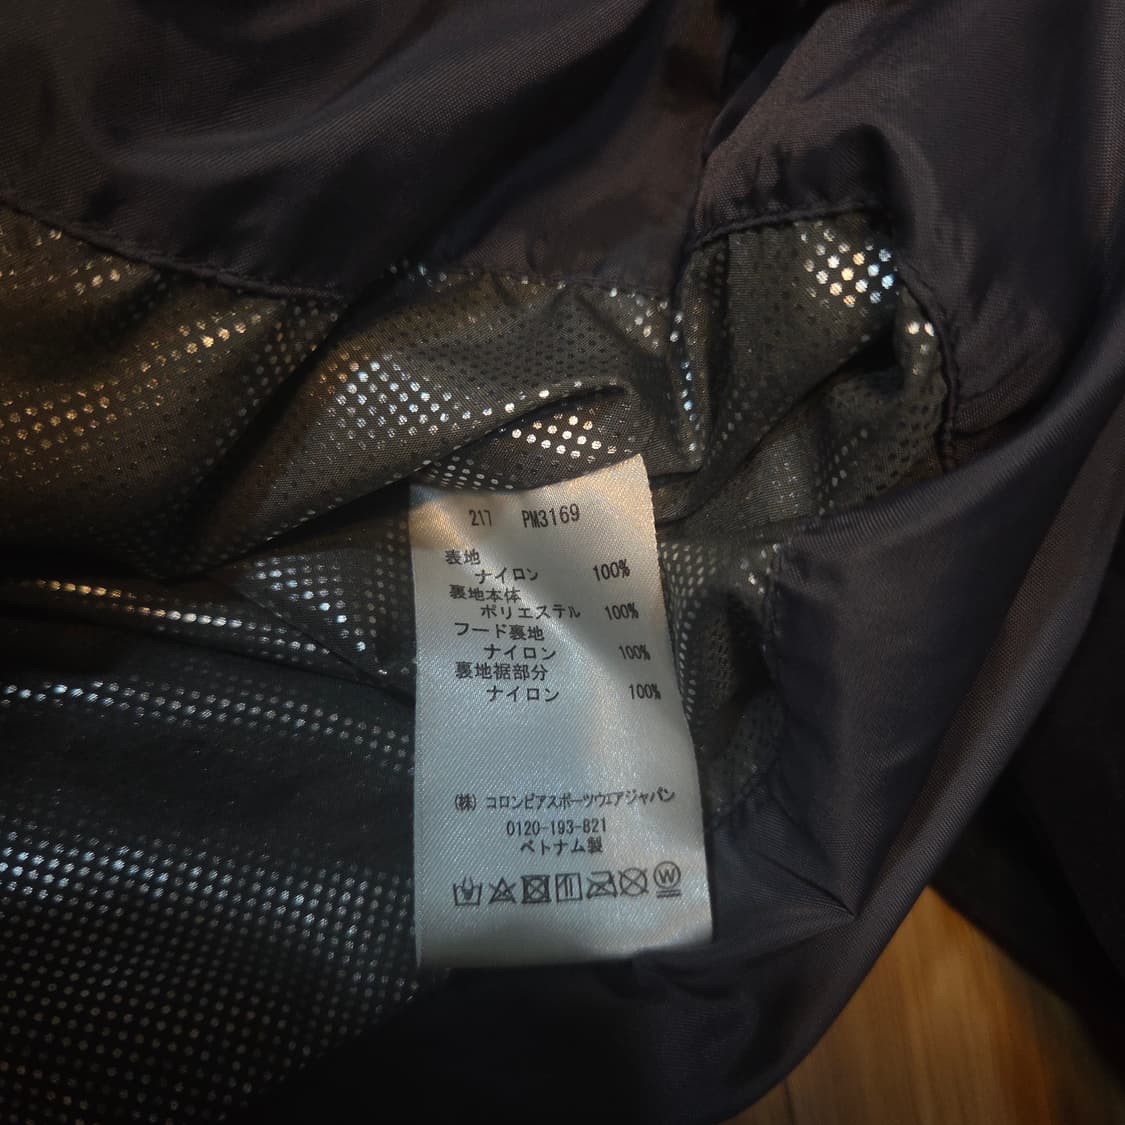 217 PM3169
表地
ナイロン 100%
裏地本体
ポリエステル 100%
フード裏地
ナイロン 100%
裏地裾部分
ナイロン 100%
(株) コロンビアスポーツウェアジャパン
0120-193-821
ベトナム製
W